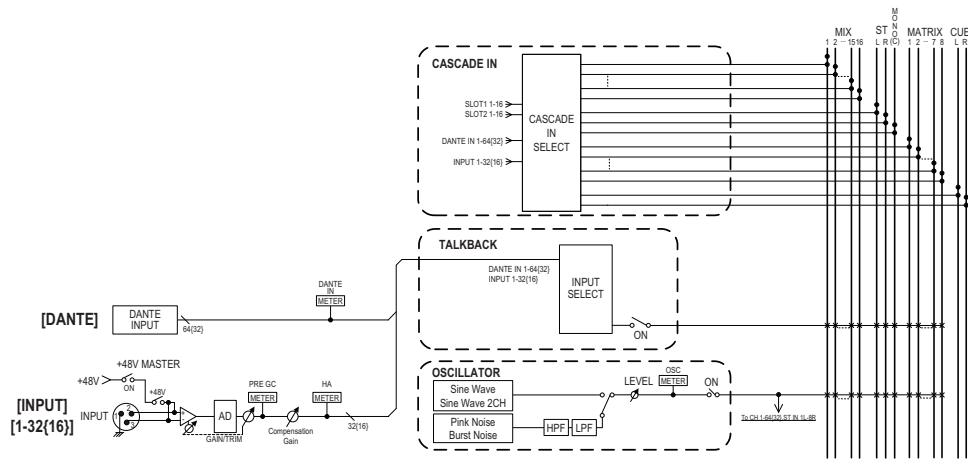 MIX
ST
MONO(C)
MATRIX
CUE
1 2 15 16
L R
1 2 7 8
L R
CASCADE IN
SLOT1 1-16
SLOT2 1-16
DANTE IN 1-64{32}
INPUT 1-32{16}
CASCADE
IN
SELECT
TALKBACK
DANTE IN 1-64{32}
INPUT 1-32{16}
INPUT
SELECT
ON
[DANTE]
DANTE
INPUT
64{32}
DANTE
IN
METER
OSCILLATOR
Sine Wave
Sine Wave 2CH
Pink Noise
Burst Noise
HPF
LPF
LEVEL
OSC
METER
ON
To CH 1-64{32},ST IN 1L-8R
+48V MASTER
+48V
ON
+48V
[INPUT]
[1-32{16}]
INPUT
1
2
3
AD
GAIN/TRIM
PRE GC
METER
Compensation
Gain
HA
METER
32{16}